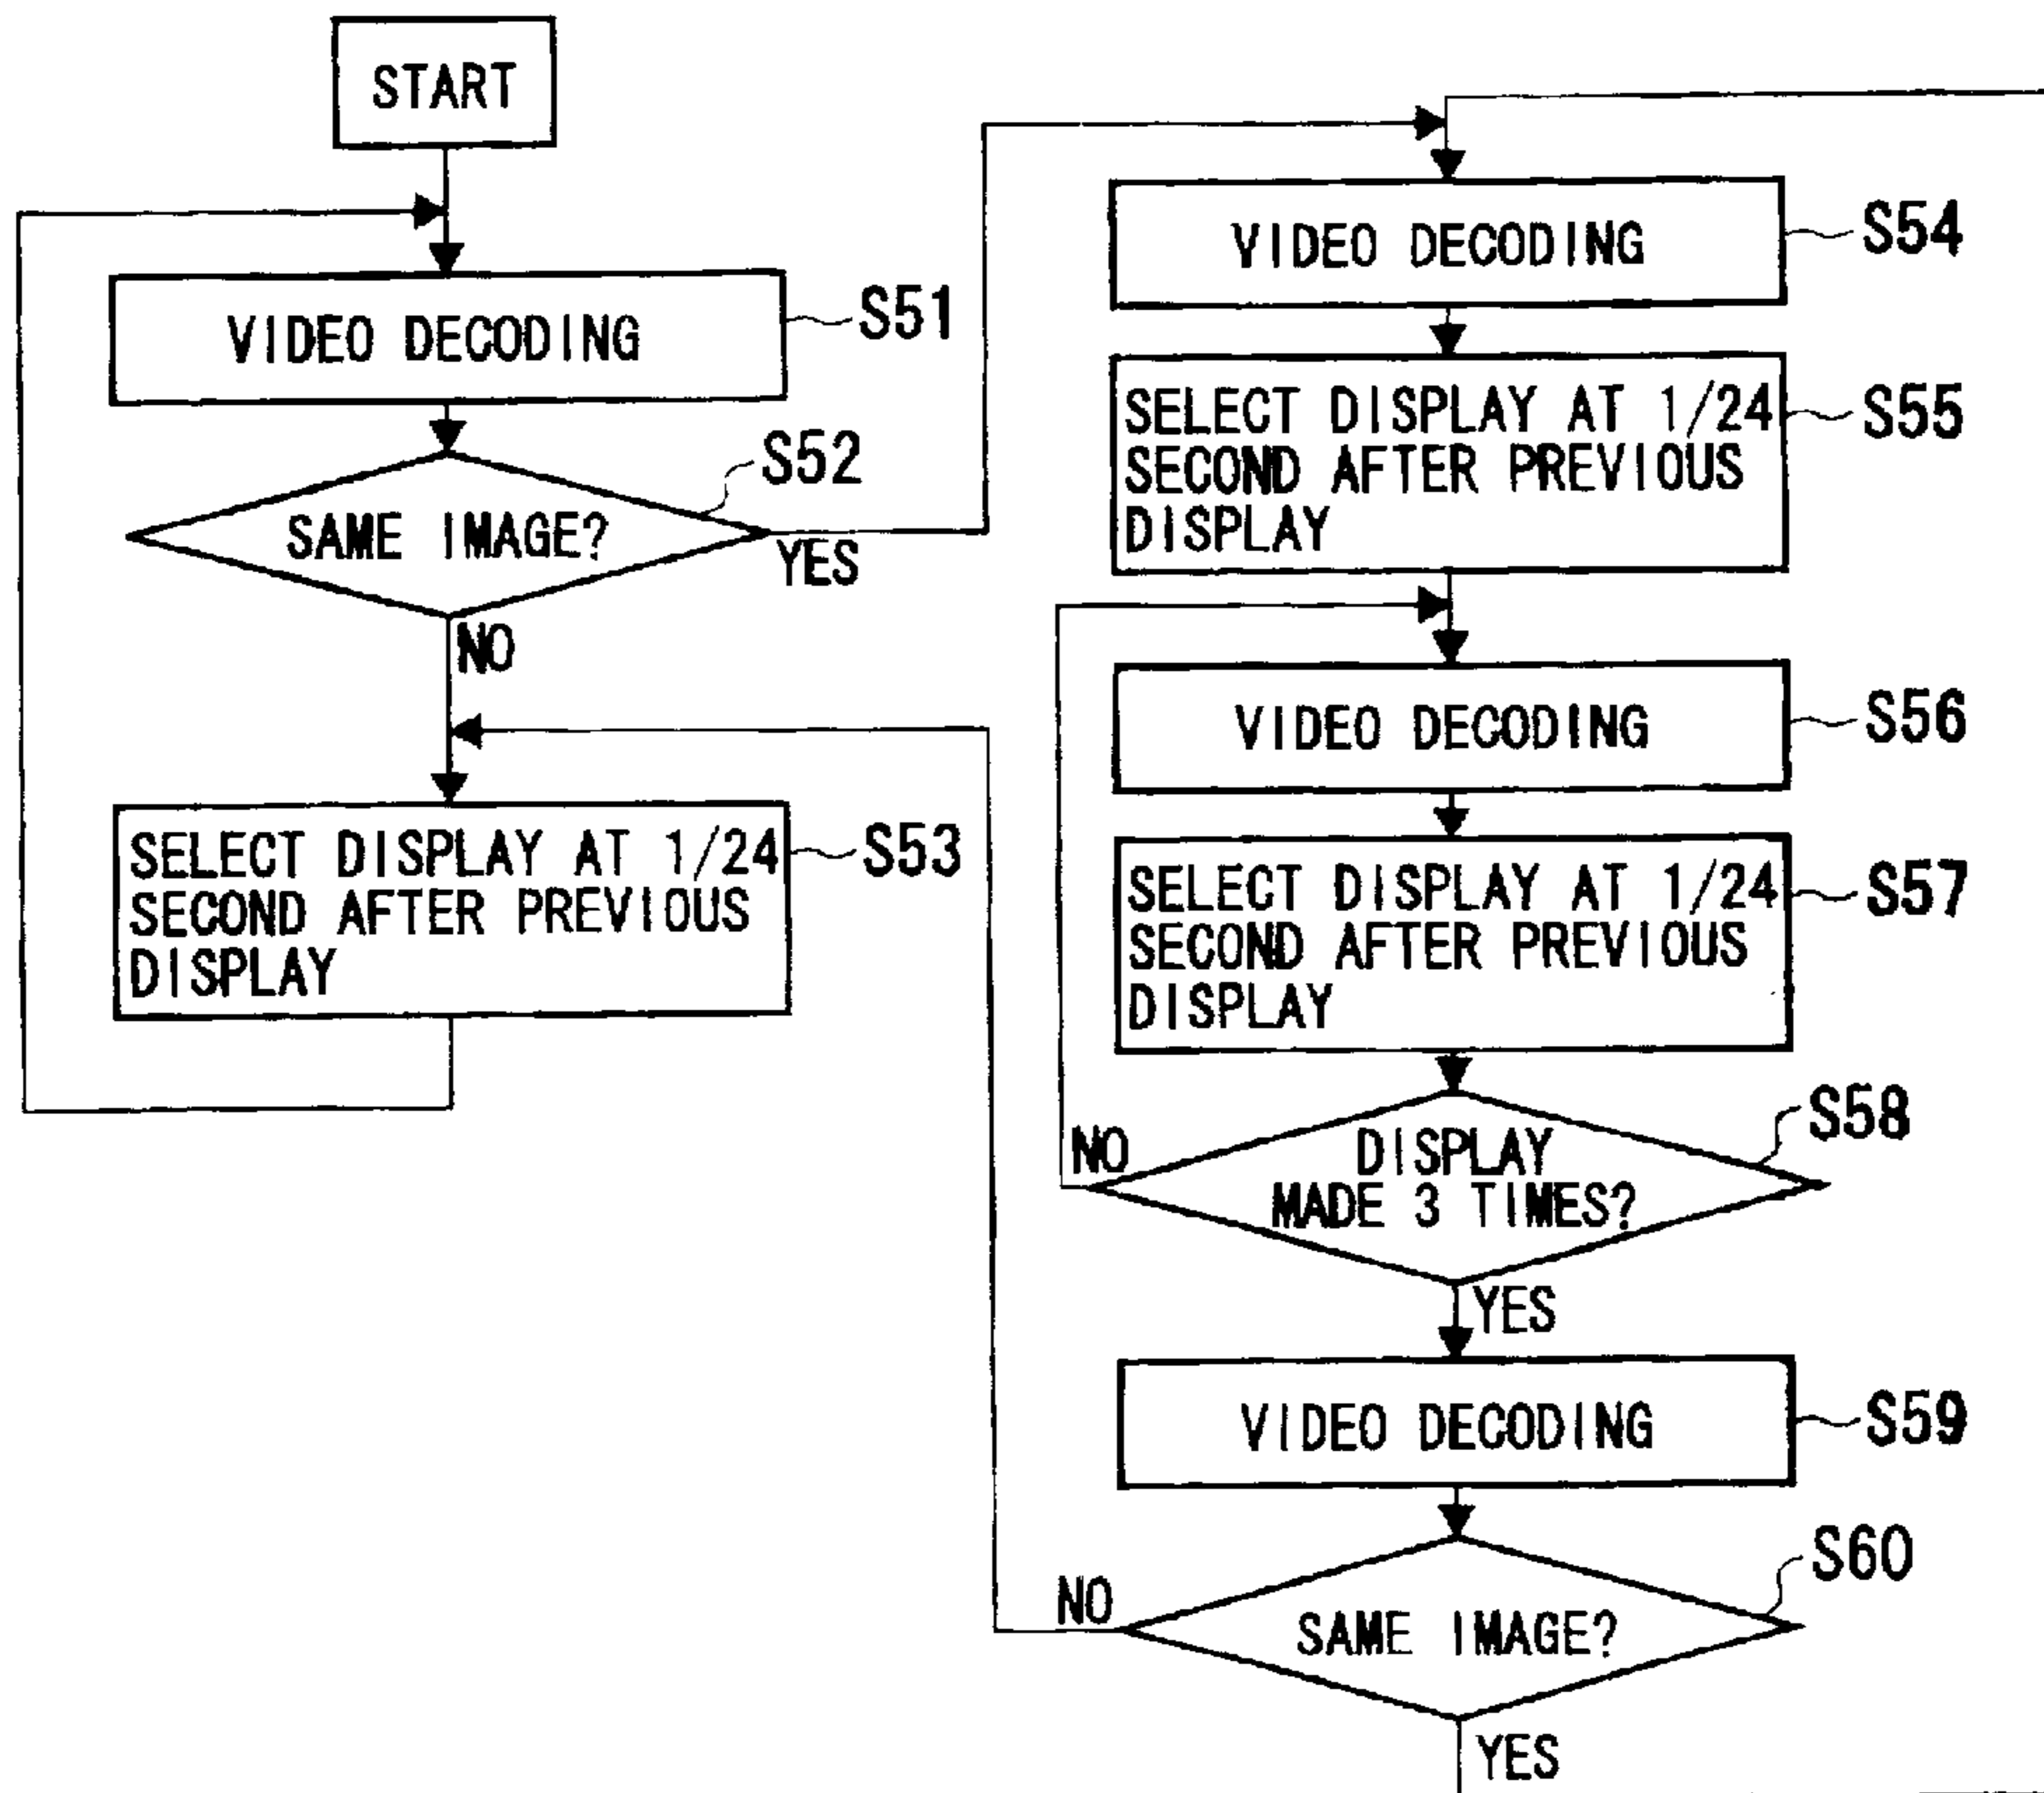 START
VIDEO DECODING
S51
SAME IMAGE?
S52
YES
NO
SELECT DISPLAY AT 1/24
SECOND AFTER PREVIOUS
DISPLAY
S53
VIDEO DECODING
S54
SELECT DISPLAY AT 1/24
SECOND AFTER PREVIOUS
DISPLAY
S55
VIDEO DECODING
S56
SELECT DISPLAY AT 1/24
SECOND AFTER PREVIOUS
DISPLAY
S57
DISPLAY
MADE 3 TIMES?
S58
NO
YES
VIDEO DECODING
S59
SAME IMAGE?
S60
NO
YES